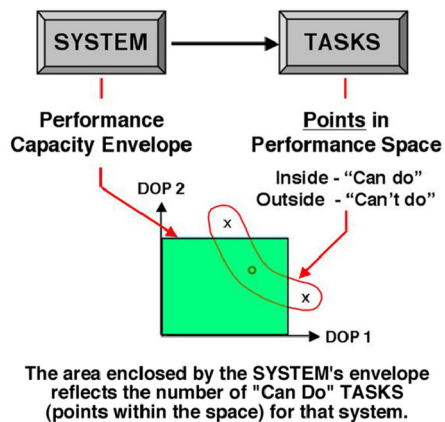 SYSTEM
TASKS
Performance
Capacity Envelope
Points in
Performance Space
Inside - “Can do”
Outside - “Can’t do”
DOP 2
x
x
DOP 1
The area enclosed by the SYSTEM's envelope
reflects the number of "Can Do" TASKS
(points within the space) for that system.